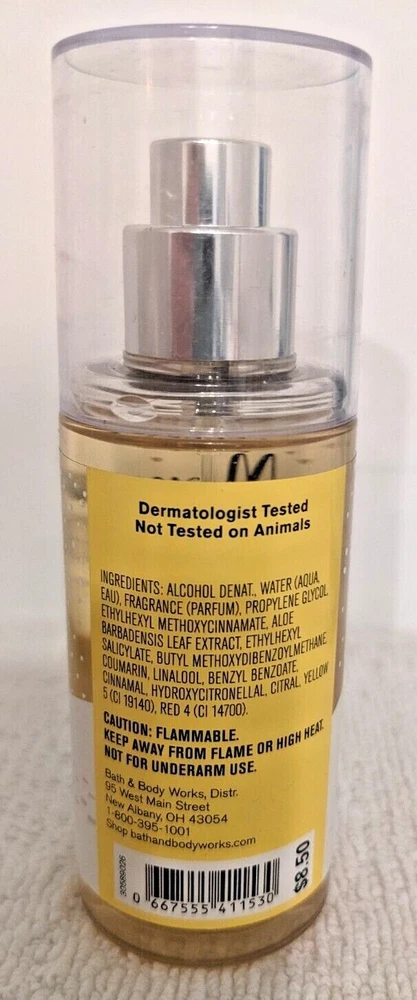 Dermatologist Tested
Not Tested on Animals
INGREDIENTS: ALCOHOL DENAT., WATER (AQUA,
EAU), FRAGRANCE (PARFUM), PROPYLENE GLYCOL,
ETHYLHEXYL METHOXYCINNAMATE, ALOE
BARBADENSIS LEAF EXTRACT, ETHYLHEXYL
SALICYLATE, BUTYL METHOXYDIBENZOYLMETHANE,
COUMARIN, LINALOOL, BENZYL BENZOATE,
CINNAMAL, HYDROXYCITRONELLAL, CITRAL, YELLOW
5 (CI 19140), RED 4 (CI 14700).
CAUTION: FLAMMABLE.
KEEP AWAY FROM FLAME OR HIGH HEAT.
NOT FOR UNDERARM USE.
Bath & Body Works, Distr.
95 West Main Street
New Albany, OH 43054
1-800-395-1001
Shop bathandbodyworks.com
$8.50
0 667555 411530